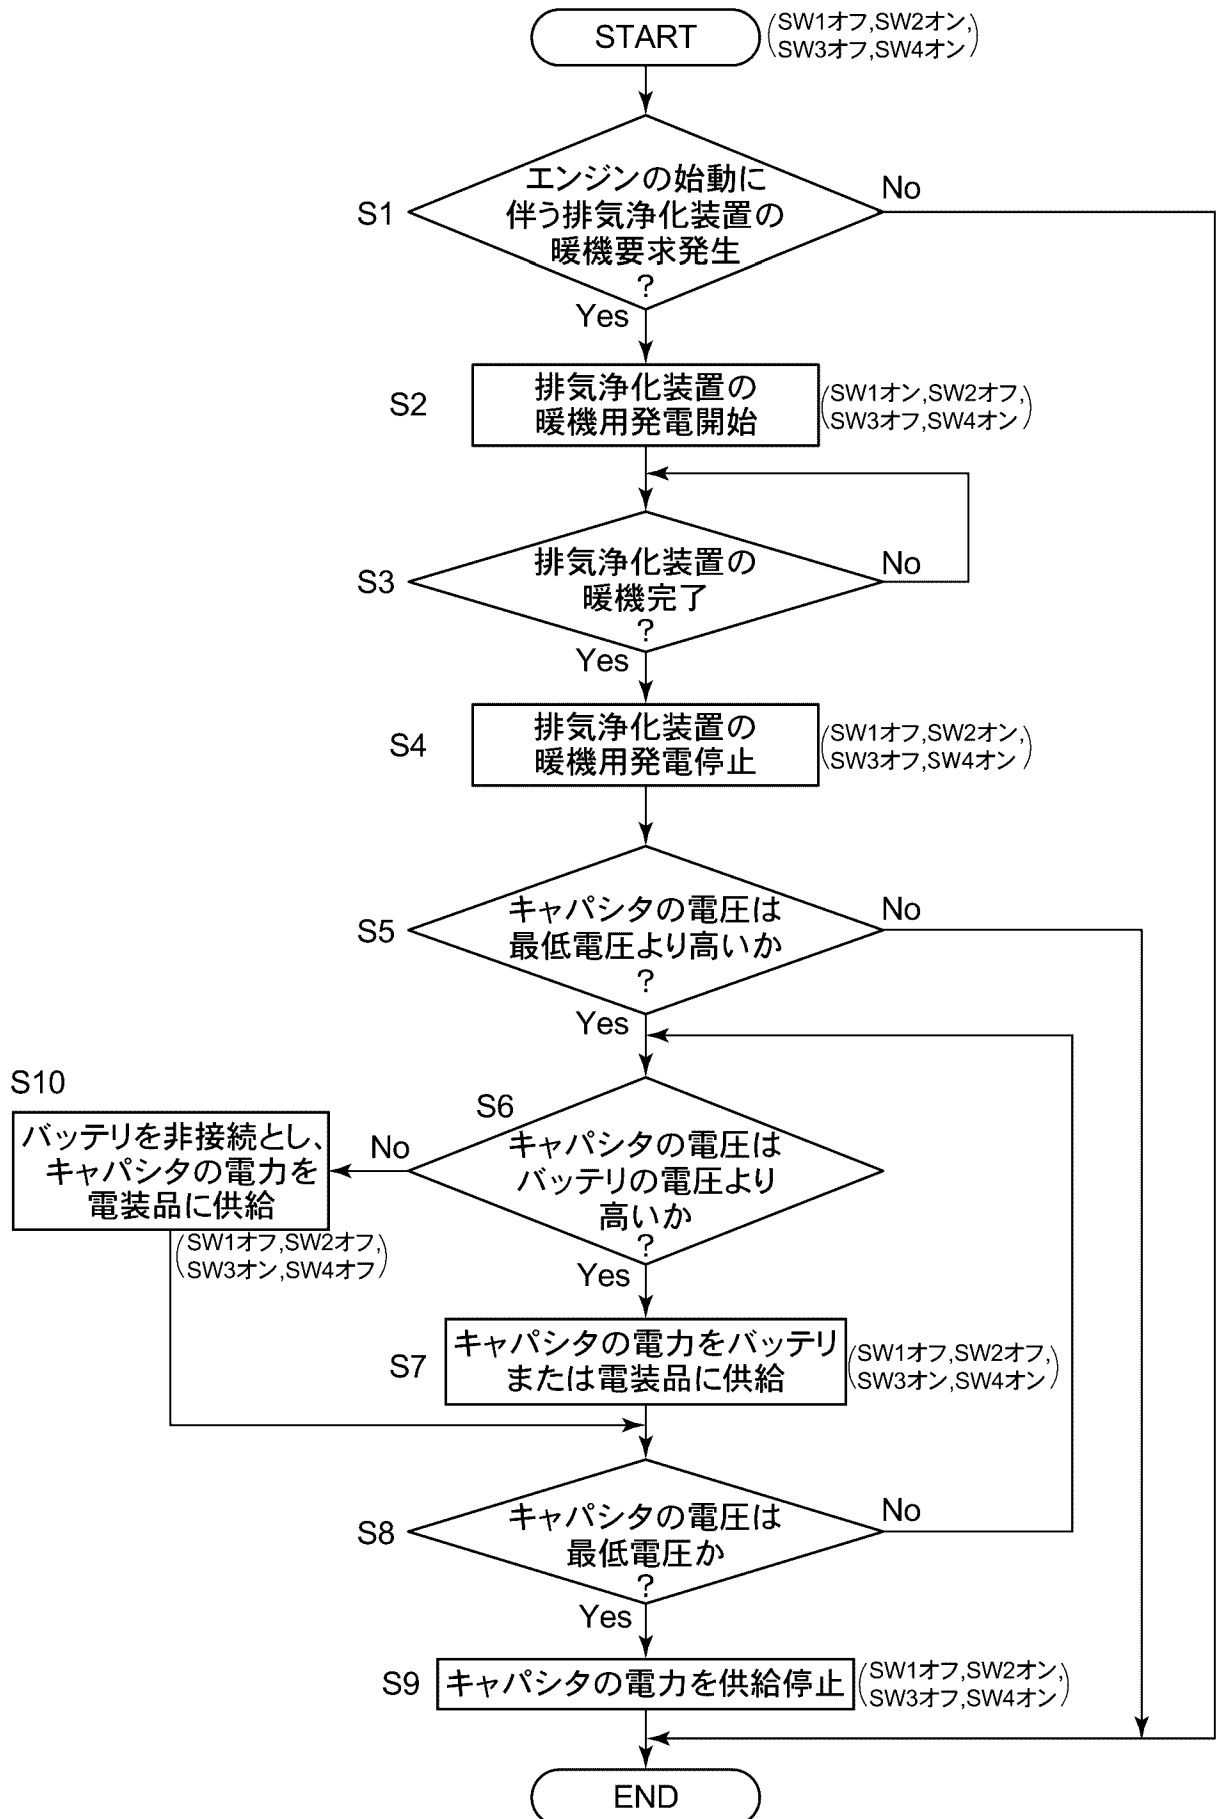 START
(SW1オフ,SW2オン,
SW3オフ,SW4オン)
S1
エンジンの始動に
伴う排気浄化装置の
暖機要求発生
?
No
Yes
S2
排気浄化装置の
暖機用発電開始
(SW1オン,SW2オフ,
SW3オフ,SW4オン)
S3
排気浄化装置の
暖機完了
?
No
Yes
S4
排気浄化装置の
暖機用発電停止
(SW1オフ,SW2オン,
SW3オフ,SW4オン)
S5
キャパシタの電圧は
最低電圧より高いか
?
No
Yes
S6
キャパシタの電圧は
バッテリの電圧より
高いか
?
No
Yes
S10
バッテリを非接続とし、
キャパシタの電力を
電装品に供給
(SW1オフ,SW2オフ,
SW3オン,SW4オフ)
S7
キャパシタの電力をバッテリ
または電装品に供給
(SW1オフ,SW2オフ,
SW3オン,SW4オン)
S8
キャパシタの電圧は
最低電圧か
?
No
Yes
S9
キャパシタの電力を供給停止
(SW1オフ,SW2オン,
SW3オフ,SW4オン)
END